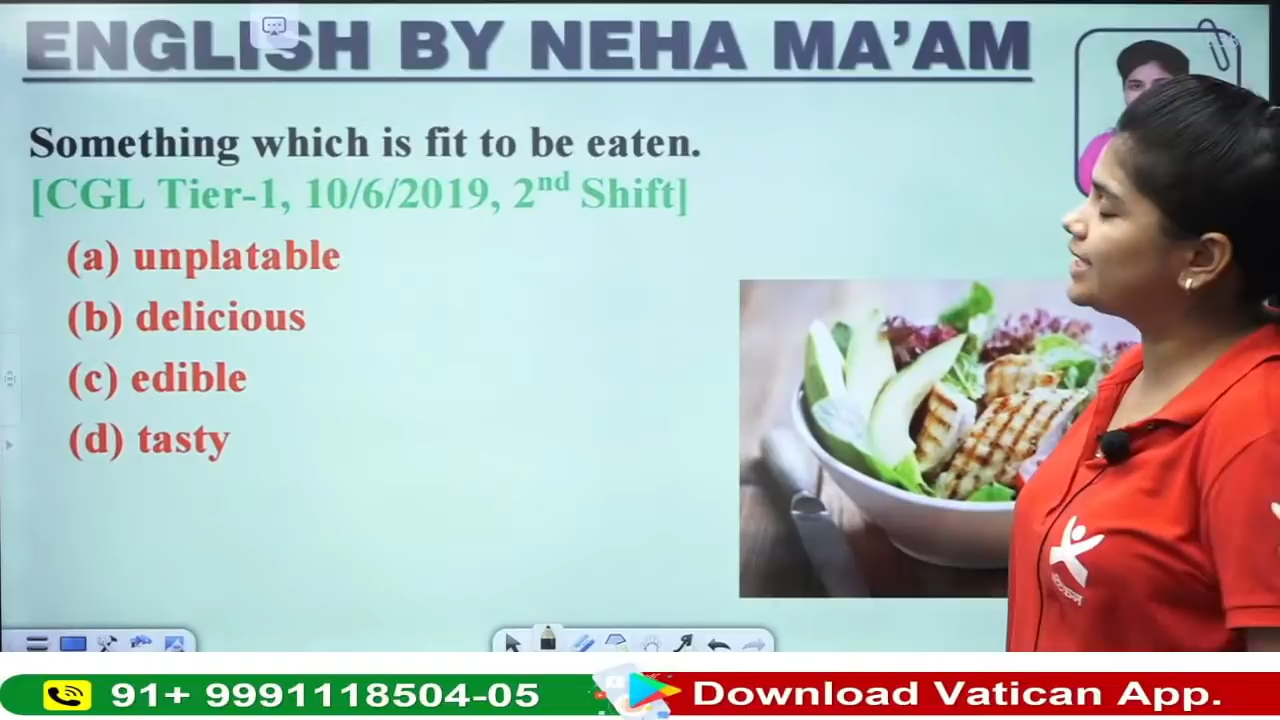 ENGLISH BY NEHA MA’AM
Something which is fit to be eaten.
[CGL Tier-1, 10/6/2019, 2nd Shift]
(a) unplatable
(b) delicious
(c) edible
(d) tasty
91+ 9991118504-05
Download Vatican App.